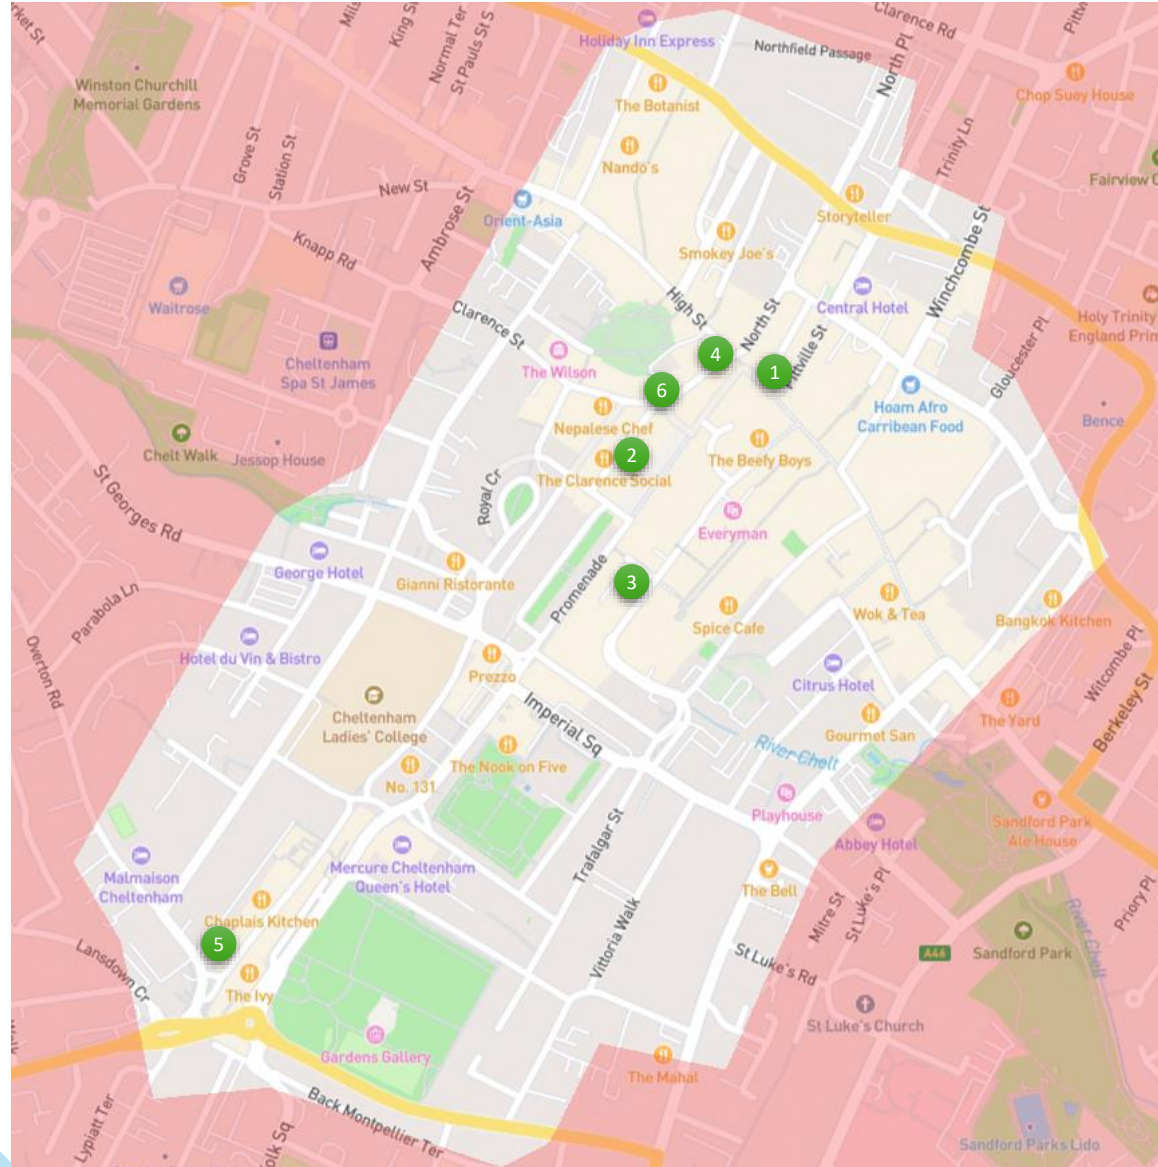 Clarence Rd
Holiday Inn Express
Northfield Passage
North Pl
King S
Normal Ter
St Pauls St S
Winston Churchill
Memorial Gardens
The Botanist
Chop Suey House
Trinity Ln
Grove St
Station St
Nando's
Fairview
New St
Ambrose St
Orient-Asia
Storyteller
Winchcombe St
Knapp Rd
Smokey Joe's
Waitrose
Clarence St
High St
North St
Central Hotel
Holy Trinity
England Prim
Cheltenham
Spa St James
The Wilson
4
1
Pittville St
Gloucester Pl
6
Hoam Afro
Carribean Food
Bence
Nepalese Chef
Chelt Walk
Jessop House
2
The Clarence Social
The Beefy Boys
St Georges Rd
Royal Cr
Everyman
George Hotel
Gianni Ristorante
Promenade
3
Parabola Ln
Spice Cafe
Wok & Tea
Bangkok Kitchen
Overton Rd
Hotel du Vin & Bistro
Prezzo
Citrus Hotel
Witcombe Pl
Berkeley St
Cheltenham
Ladies' College
Imperial Sq
The Yard
Gourmet San
The Nook on Five
River Chelt
No. 131
Playhouse
Sandford Park
Ale House
Abbey Hotel
Trafalgar St
Malmaison
Cheltenham
Mercure Cheltenham
Queen's Hotel
The Bell
Mitre St
St Luke's Pl
Priory Pl
Chaplais Kitchen
5
Vittoria Walk
River Chelt
Lansdown Cr
St Luke's Rd
A46
Sandford Park
The Ivy
St Luke's Church
Gardens Gallery
The Mahal
Back Montpellier Ter
Lypiatt Ter
Sandford Parks Lido